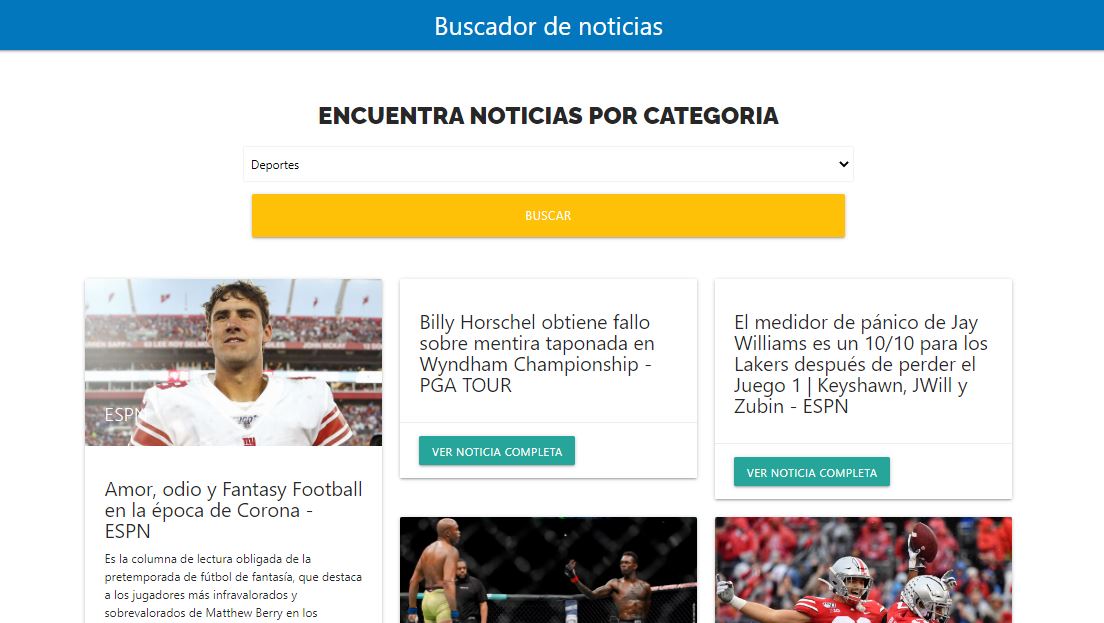 Buscador de noticias
ENCUENTRA NOTICIAS POR CATEGORIA
Deportes
BUSCAR
ESPN
Amor, odio y Fantasy Football
en la época de Corona -
ESPN
Es la columna de lectura obligada de la
pretemporada de fútbol de fantasía, que destaca
a los jugadores más infravalorados y
sobrevalorados de Matthew Berry en los
Billy Horschel obtiene fallo
sobre mentira taponada en
Wyndham Championship -
PGA TOUR
VER NOTICIA COMPLETA
El medidor de pánico de Jay
Williams es un 10/10 para los
Lakers después de perder el
Juego 1 | Keyshawn, JWill y
Zubin - ESPN
VER NOTICIA COMPLETA